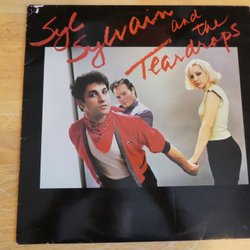 Syl
Sylvain
and the
Teardrops